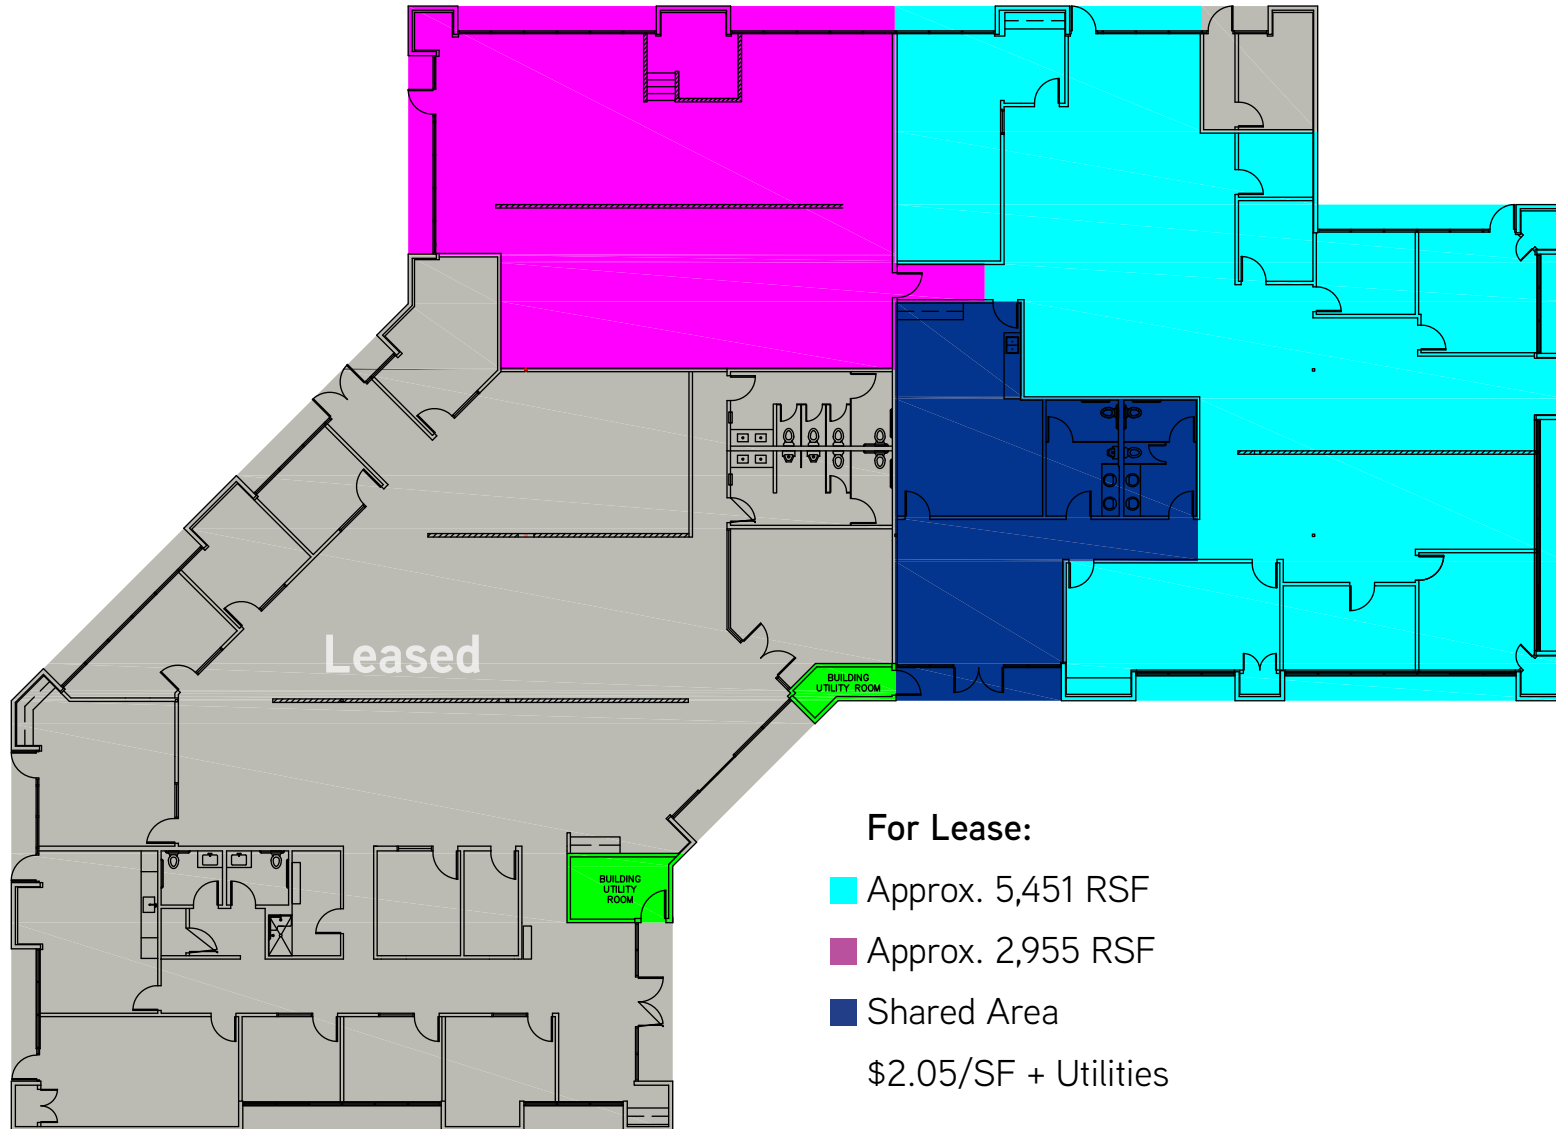 Leased
BUILDING
UTILITY ROOM
BUILDING
UTILITY
ROOM
For Lease:
Approx. 5,451 RSF
Approx. 2,955 RSF
Shared Area
$2.05/SF + Utilities